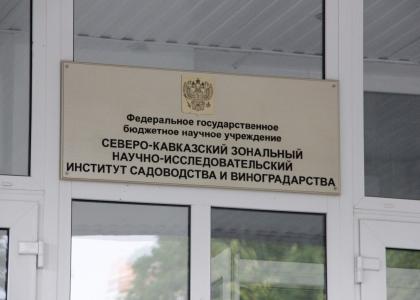 Федеральное государственное
бюджетное научное учреждение
СЕВЕРО-КАВКАЗСКИЙ ЗОНАЛЬНЫЙ
НАУЧНО-ИССЛЕДОВАТЕЛЬСКИЙ
ИНСТИТУТ САДОВОДСТВА И ВИНОГРАДАРСТВА